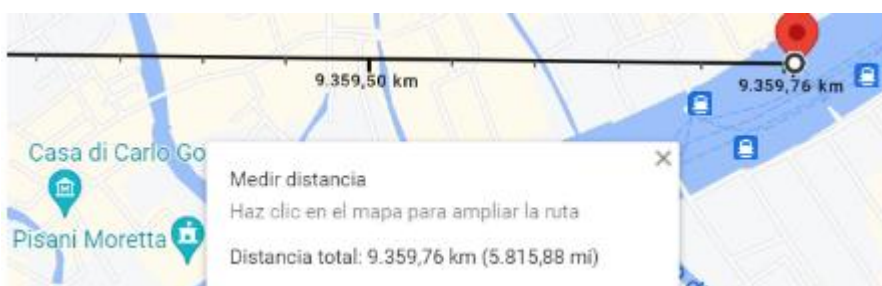 9.359,50 km
9.359,76 km
Casa di Carlo Go
Pisani Moretta
Medir distancia
Haz clic en el mapa para ampliar la ruta
Distancia total: 9.359,76 km (5.815,88 mi)